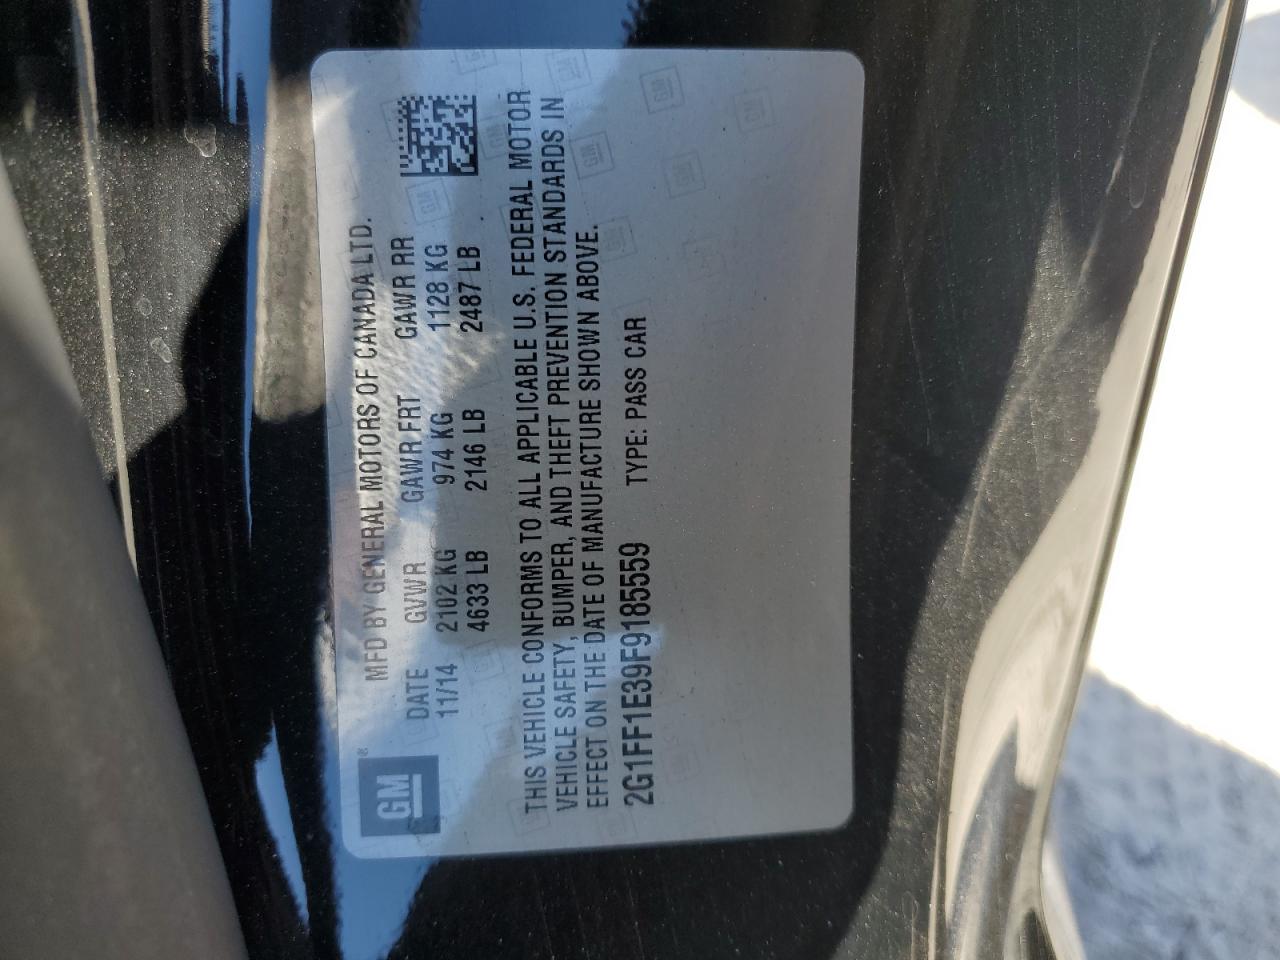 GM®
MFD BY GENERAL MOTORS OF CANADA LTD.
DATE GVWR GAWR FRT GAWR RR
11/14 2102 KG 974 KG 1128 KG
4633 LB 2146 LB 2487 LB
THIS VEHICLE CONFORMS TO ALL APPLICABLE U.S. FEDERAL MOTOR
VEHICLE SAFETY, BUMPER, AND THEFT PREVENTION STANDARDS IN
EFFECT ON THE DATE OF MANUFACTURE SHOWN ABOVE.
2G1FF1E39F9185559 TYPE: PASS CAR